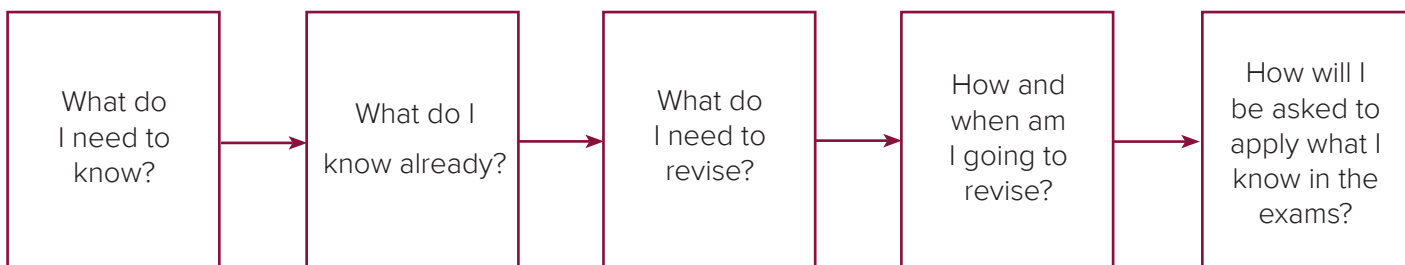 What do
I need to
know?
What do I
know already?
What do
I need to
revise?
How and
when am
I going to
revise?
How will I
be asked to
apply what I
know in the
exams?